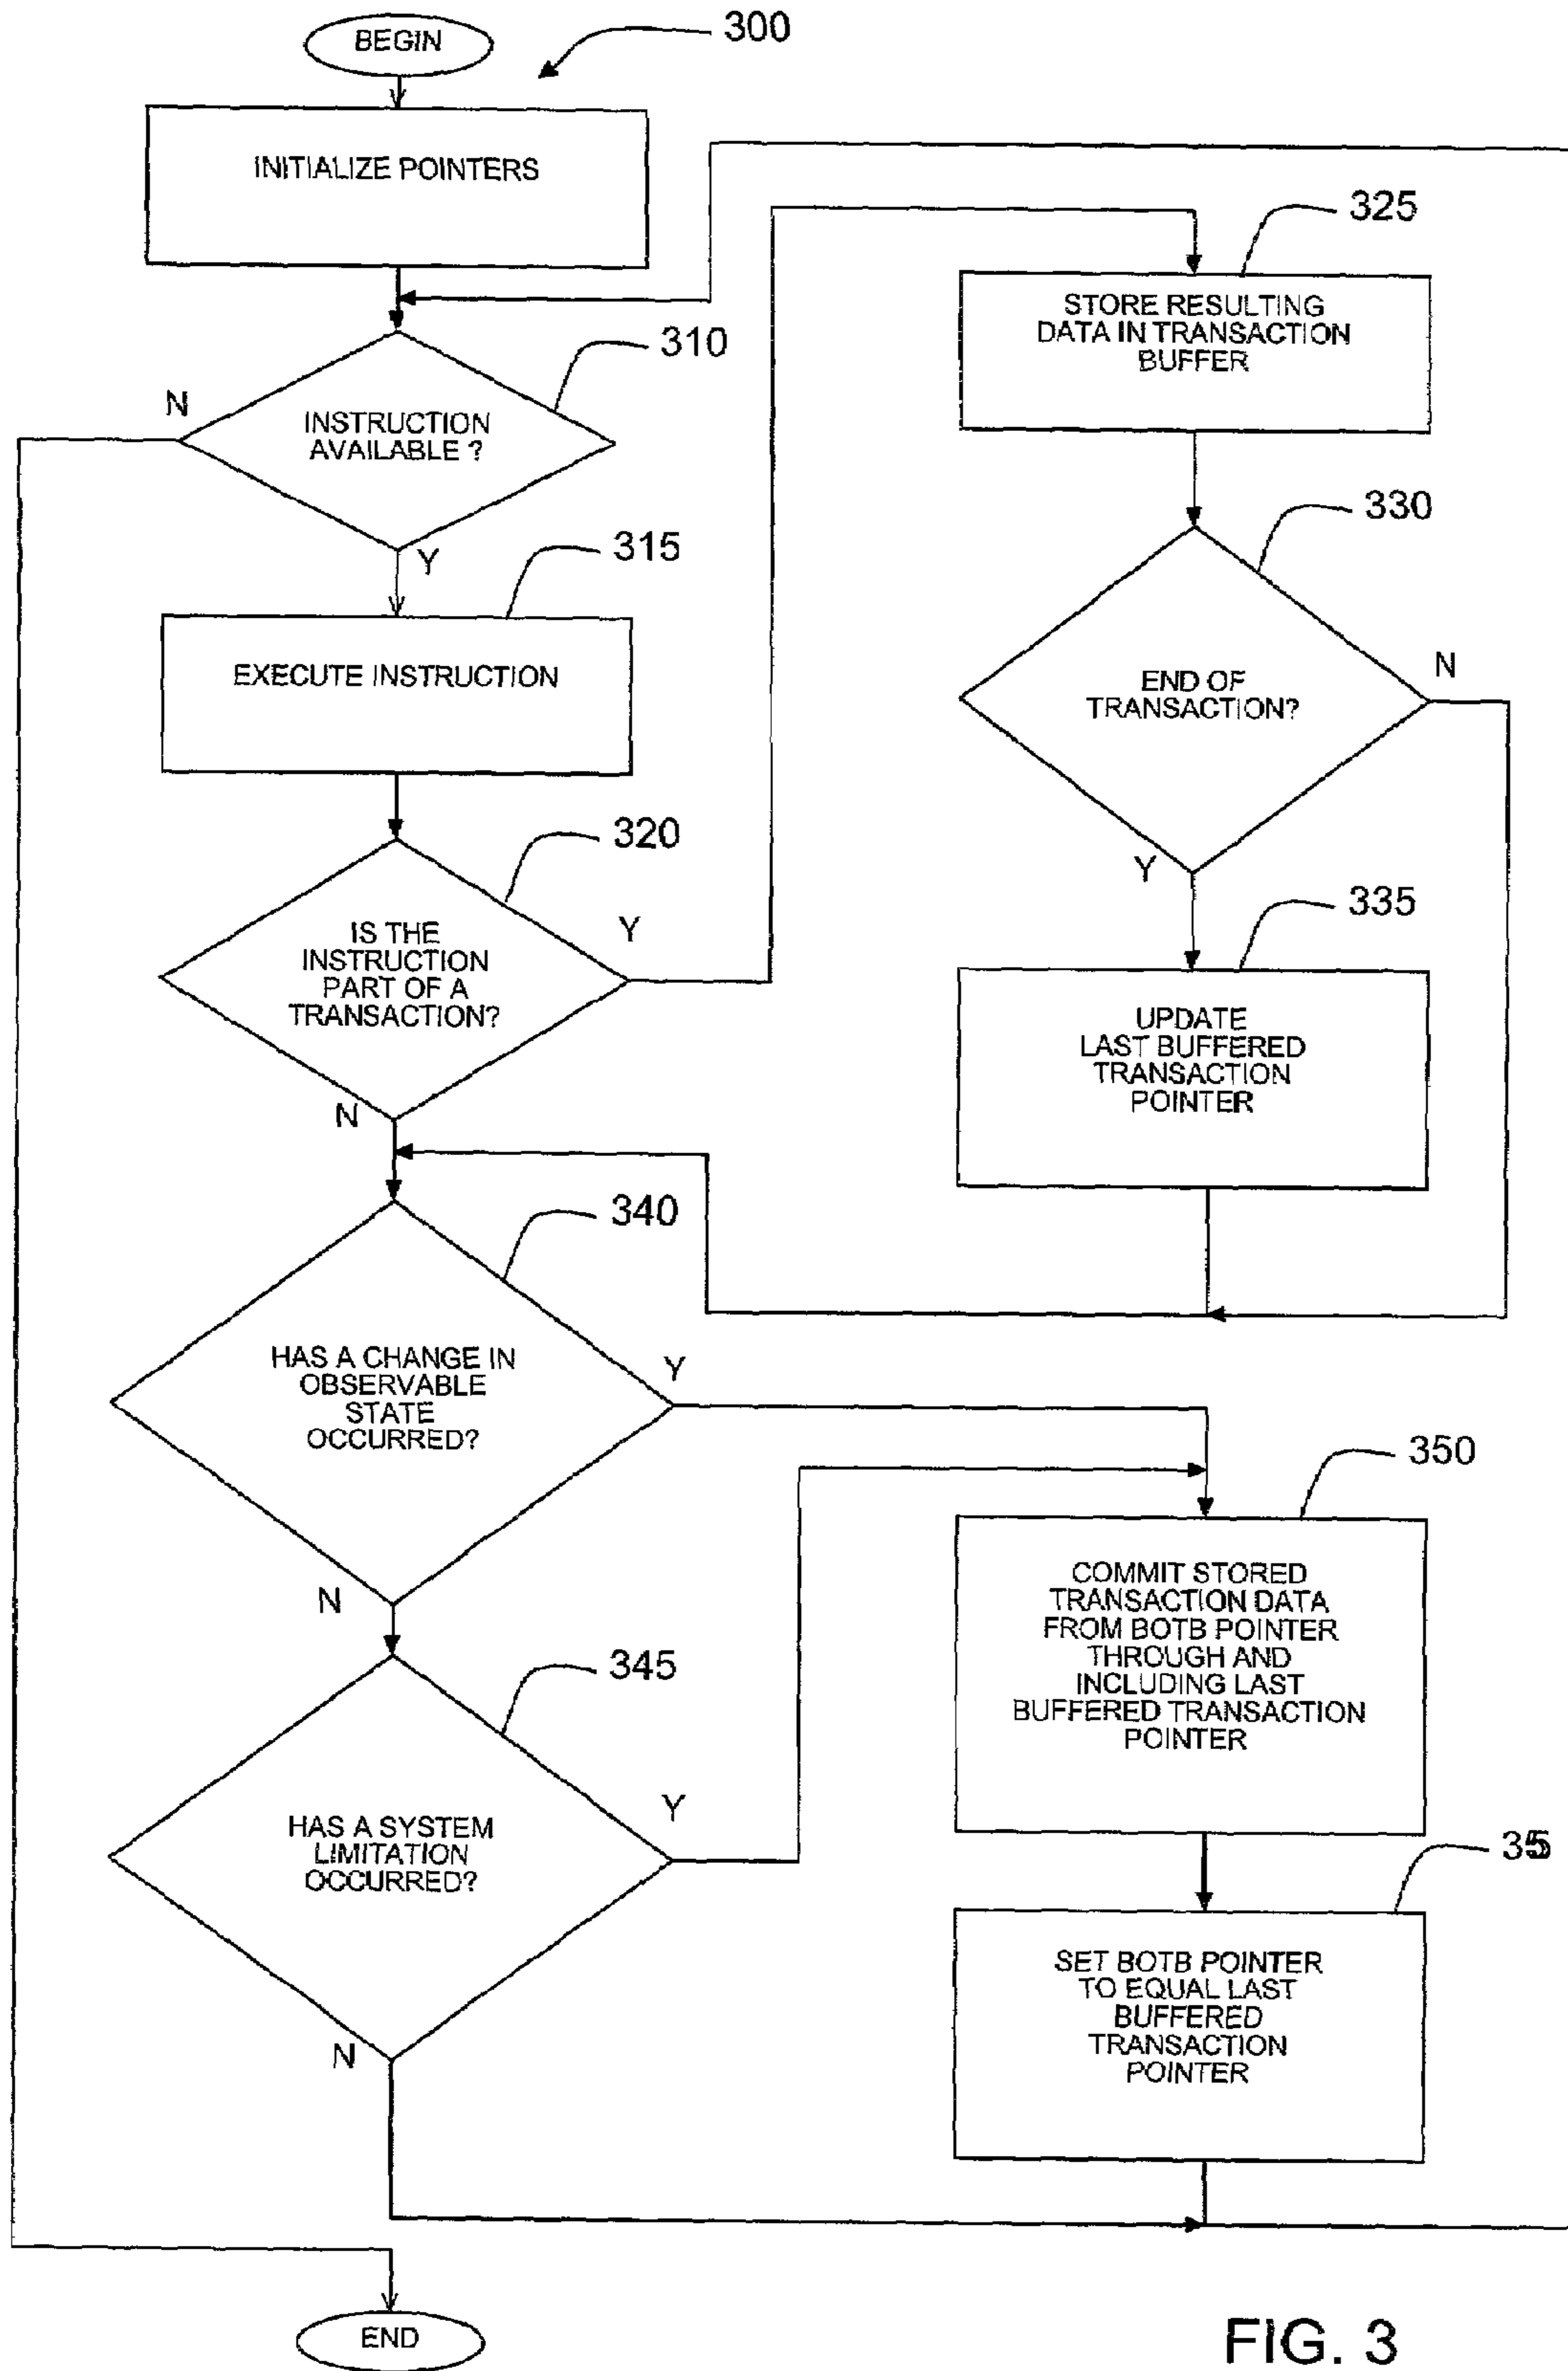 BEGIN
300
INITIALIZE POINTERS
310
INSTRUCTION
AVAILABLE ?
N
Y
315
EXECUTE INSTRUCTION
320
IS THE
INSTRUCTION
PART OF A
TRANSACTION?
Y
N
325
STORE RESULTING
DATA IN TRANSACTION
BUFFER
330
END OF
TRANSACTION?
N
Y
335
UPDATE
LAST BUFFERED
TRANSACTION
POINTER
340
HAS A CHANGE IN
OBSERVABLE
STATE
OCCURRED?
Y
N
345
HAS A SYSTEM
LIMITATION
OCCURRED?
Y
N
350
COMMIT STORED
TRANSACTION DATA
FROM BOTB POINTER
THROUGH AND
INCLUDING LAST
BUFFERED TRANSACTION
POINTER
SET BOTB POINTER
TO EQUAL LAST
BUFFERED
TRANSACTION
POINTER
END
FIG. 3